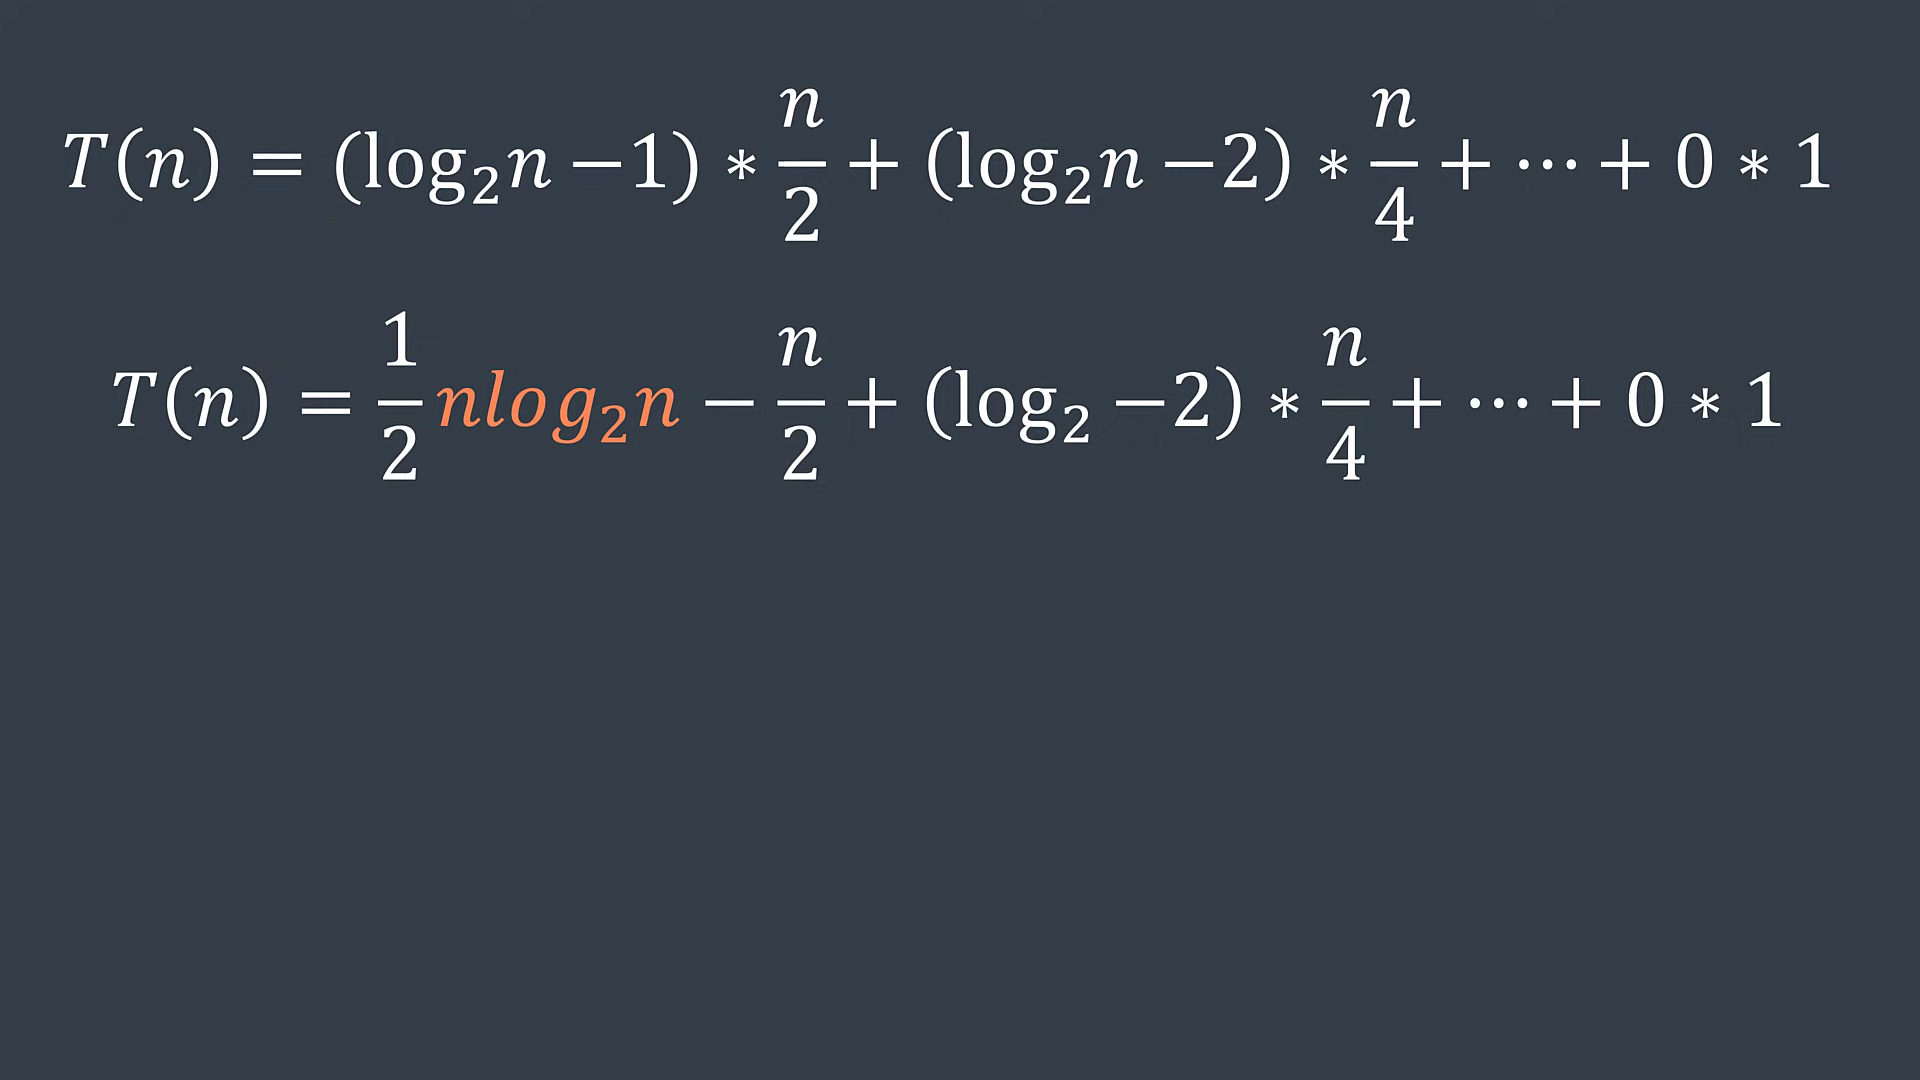 T(n) = (log₂n − 1) * n/2 + (log₂n − 2) * n/4 + ⋯ + 0 * 1
T(n) = 1/2 nlog₂n − n/2 + (log₂ − 2) * n/4 + ⋯ + 0 * 1